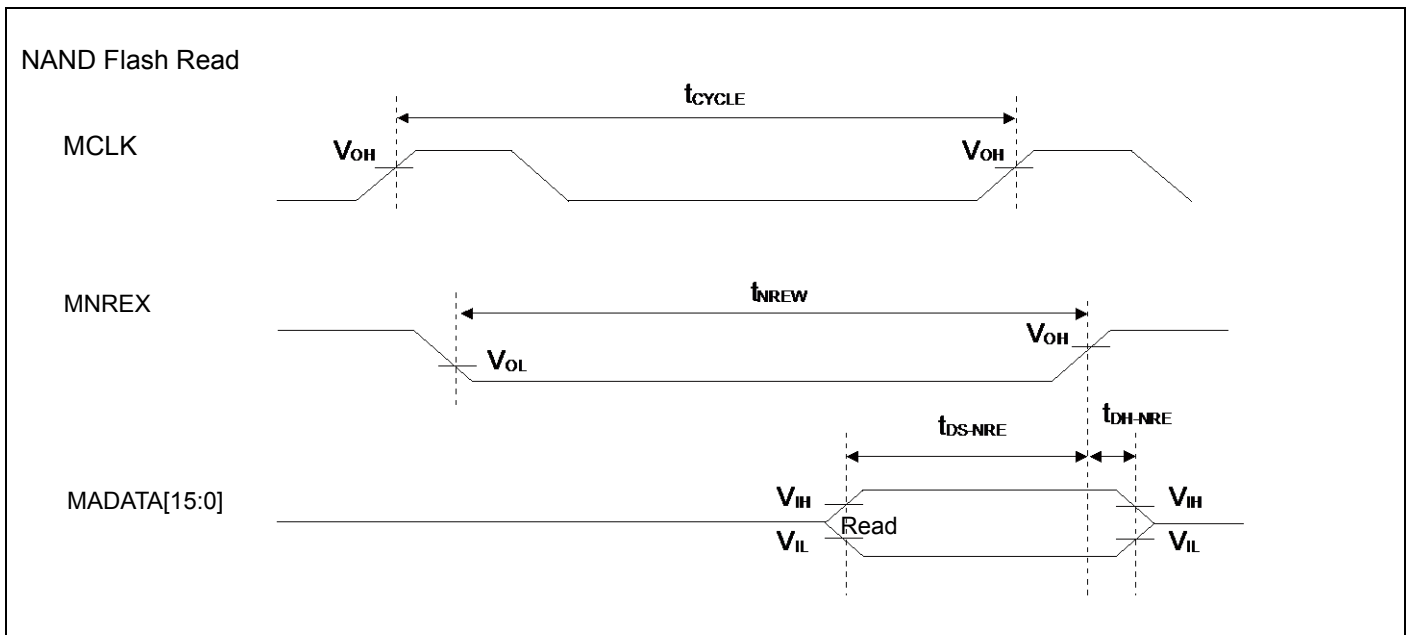 NAND Flash Read
tCYCLE
MCLK
VOH
VOH
tNREW
MNREX
VOH
VOL
tDH-NRE
tDS-NRE
MADATA[15:0]
VIH
VIH
Read
VIL
VIL